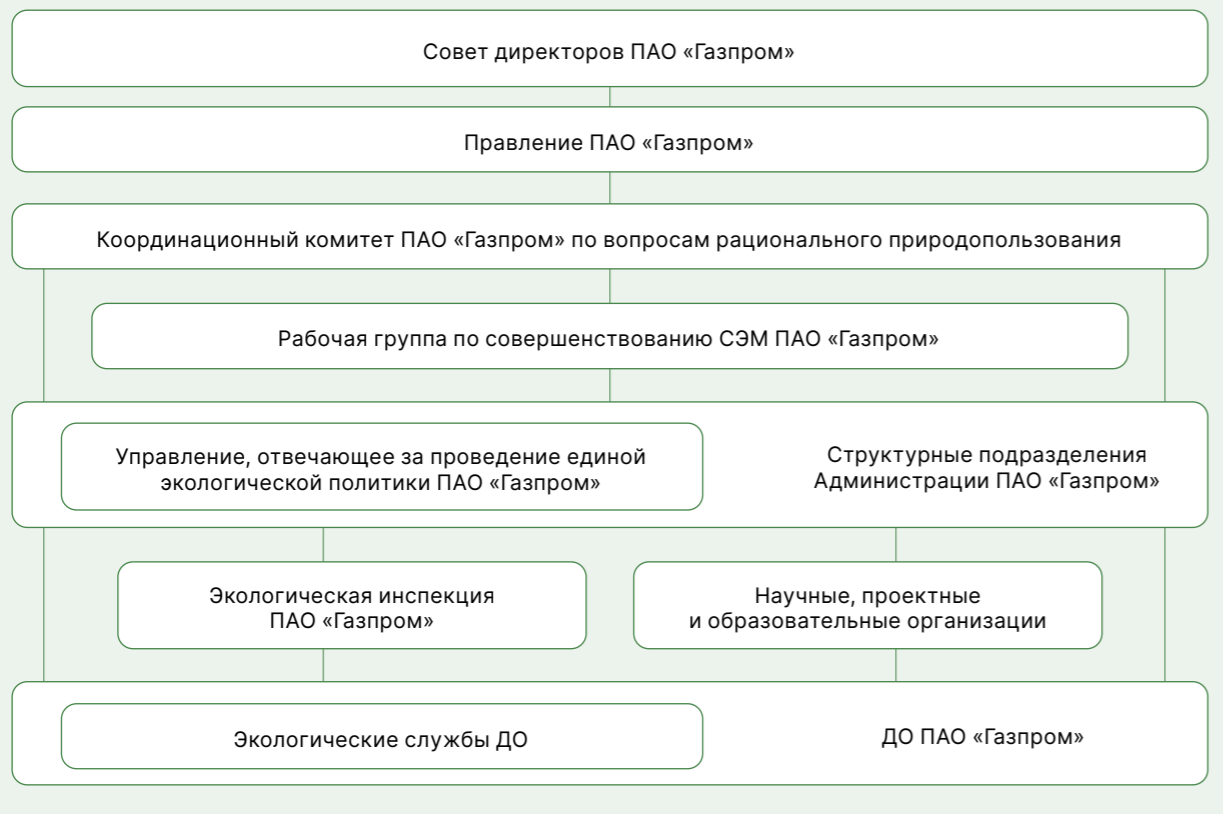 Совет директоров ПАО «Газпром»
Правление ПАО «Газпром»
Координационный комитет ПАО «Газпром» по вопросам рационального природопользования
Рабочая группа по совершенствованию СЭМ ПАО «Газпром»
Управление, отвечающее за проведение единой
экологической политики ПАО «Газпром»
Структурные подразделения
Администрации ПАО «Газпром»
Экологическая инспекция
ПАО «Газпром»
Научные, проектные
и образовательные организации
Экологические службы ДО
ДО ПАО «Газпром»